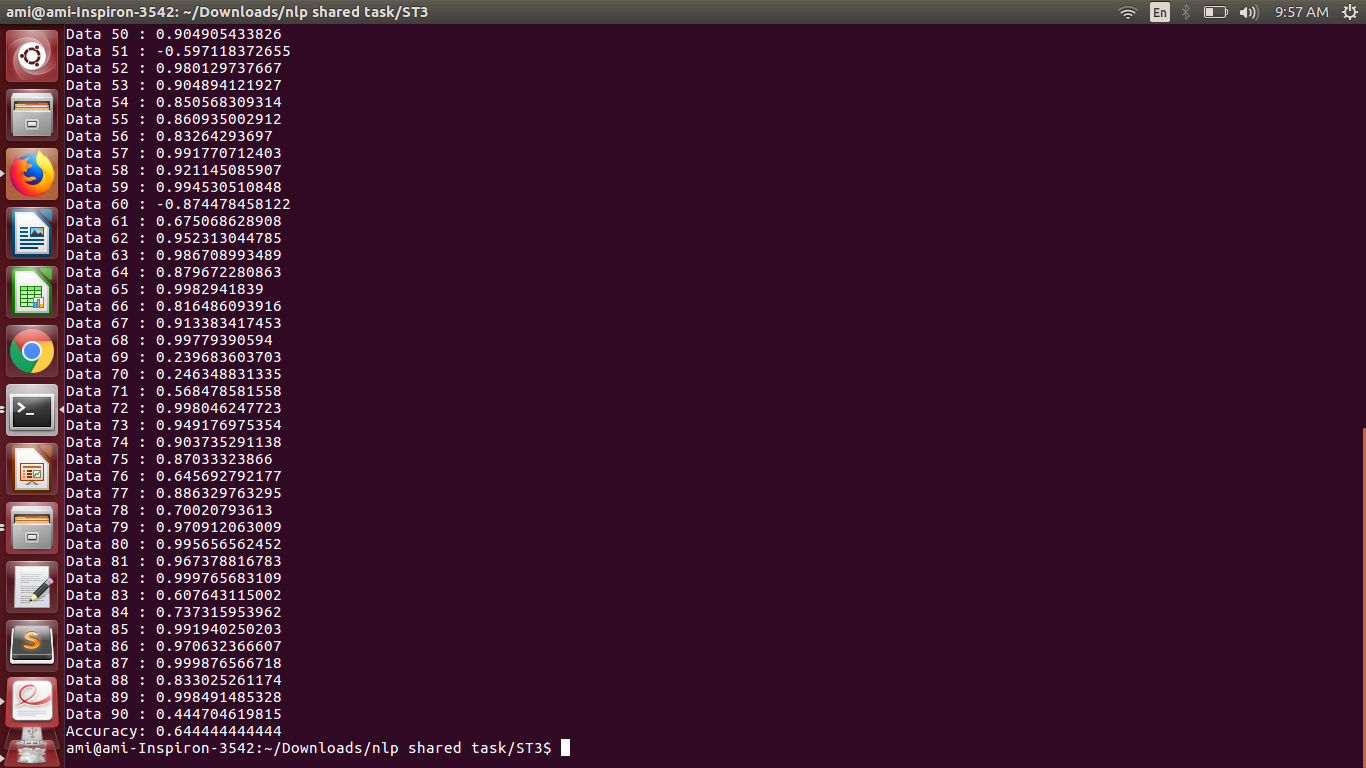 ami@ami-Inspiron-3542: ~/Downloads/nlp shared task/ST3
En
9:57 AM
Data 50 : 0.904905433826
Data 51 : -0.597118372655
Data 52 : 0.980129737667
Data 53 : 0.904894121927
Data 54 : 0.850568309314
Data 55 : 0.860935002912
Data 56 : 0.83264293697
Data 57 : 0.991770712403
Data 58 : 0.921145085907
Data 59 : 0.994530510848
Data 60 : -0.874478458122
Data 61 : 0.675068628908
Data 62 : 0.952313044785
Data 63 : 0.986708993489
Data 64 : 0.879672280863
Data 65 : 0.9982941839
Data 66 : 0.816486093916
Data 67 : 0.913383417453
Data 68 : 0.99779390594
Data 69 : 0.239683603703
Data 70 : 0.246348831335
Data 71 : 0.568478581558
Data 72 : 0.998046247723
Data 73 : 0.949176975354
Data 74 : 0.903735291138
Data 75 : 0.87033323866
Data 76 : 0.645692792177
Data 77 : 0.886329763295
Data 78 : 0.70020793613
Data 79 : 0.970912063009
Data 80 : 0.995656562452
Data 81 : 0.967378816783
Data 82 : 0.999765683109
Data 83 : 0.607643115002
Data 84 : 0.737315953962
Data 85 : 0.991940250203
Data 86 : 0.970632366607
Data 87 : 0.999876566718
Data 88 : 0.833025261174
Data 89 : 0.998491485328
Data 90 : 0.444704619815
Accuracy: 0.644444444444
ami@ami-Inspiron-3542:~/Downloads/nlp shared task/ST3$